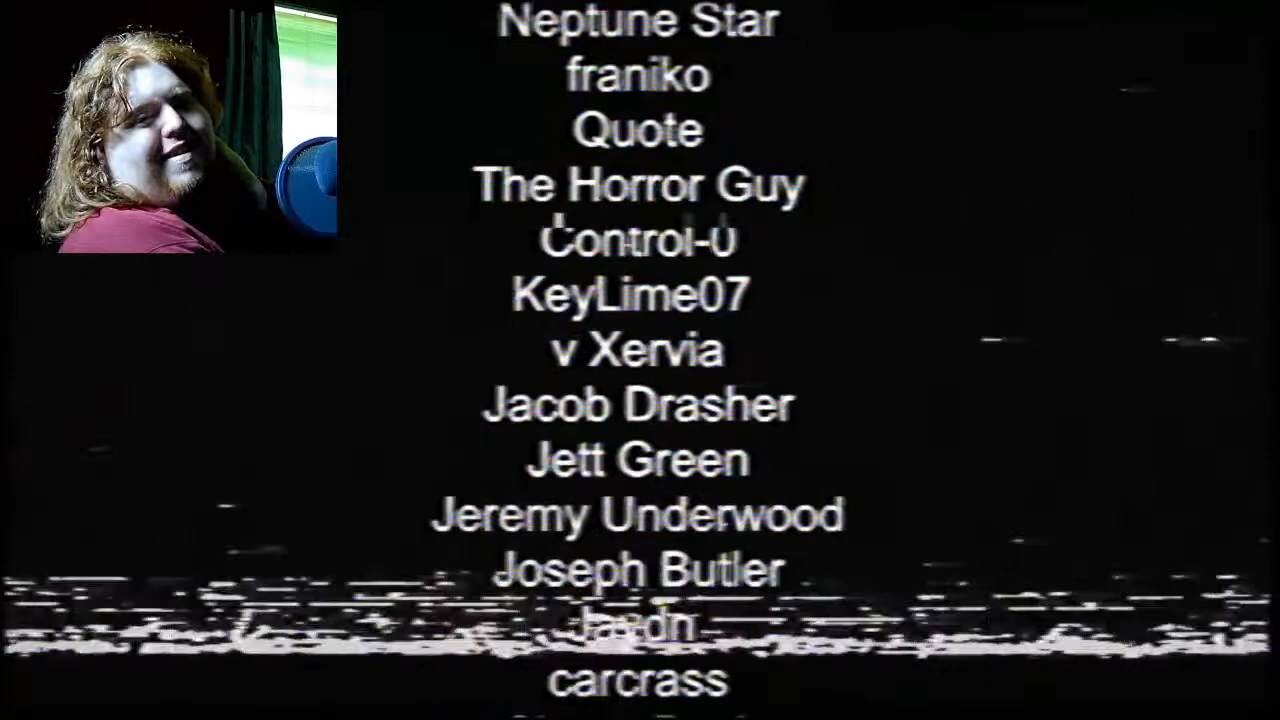 Neptune Star
franiko
Quote
The Horror Guy
Control-U
KeyLime07
v Xervia
Jacob Drasher
Jett Green
Jeremy Underwood
Joseph Butler
carcrass